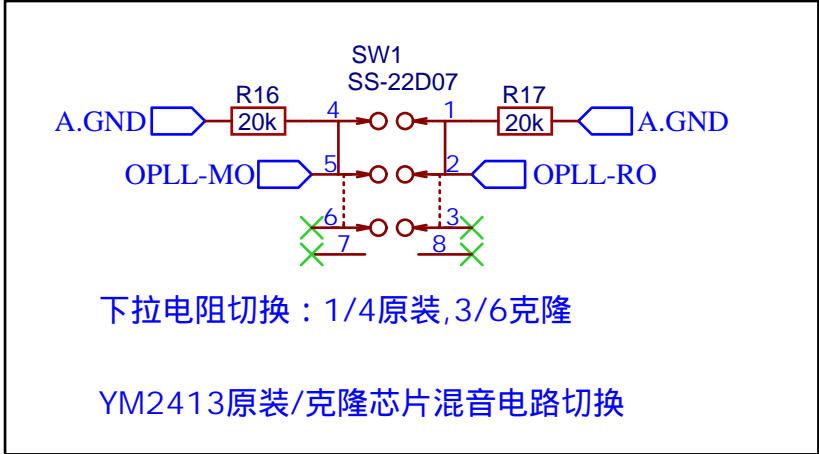 SW1
SS-22D07
R16
R17
A.GND
20k
4
1
20k
A.GND
OPLL-MO
5
2
OPLL-RO
6
3
7
8
下拉电阻切换：1/4原装,3/6克隆
YM2413原装/克隆芯片混音电路切换